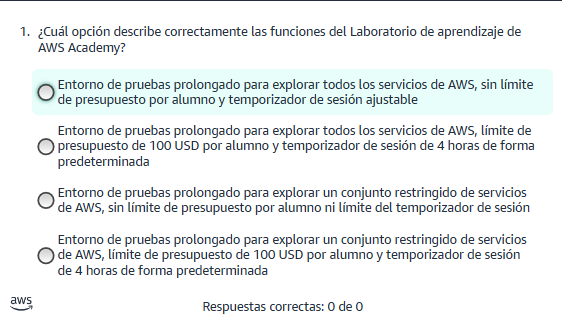 1. ¿Cuál opción describe correctamente las funciones del Laboratorio de aprendizaje de
AWS Academy?
Entorno de pruebas prolongado para explorar todos los servicios de AWS, sin límite
de presupuesto por alumno y temporizador de sesión ajustable
Entorno de pruebas prolongado para explorar todos los servicios de AWS, límite de
presupuesto de 100 USD por alumno y temporizador de sesión de 4 horas de forma
predeterminada
Entorno de pruebas prolongado para explorar un conjunto restringido de servicios
de AWS, sin límite de presupuesto por alumno ni límite del temporizador de sesión
Entorno de pruebas prolongado para explorar un conjunto restringido de servicios
de AWS, límite de presupuesto de 100 USD por alumno y temporizador de sesión
de 4 horas de forma predeterminada
aws
Respuestas correctas: 0 de 0